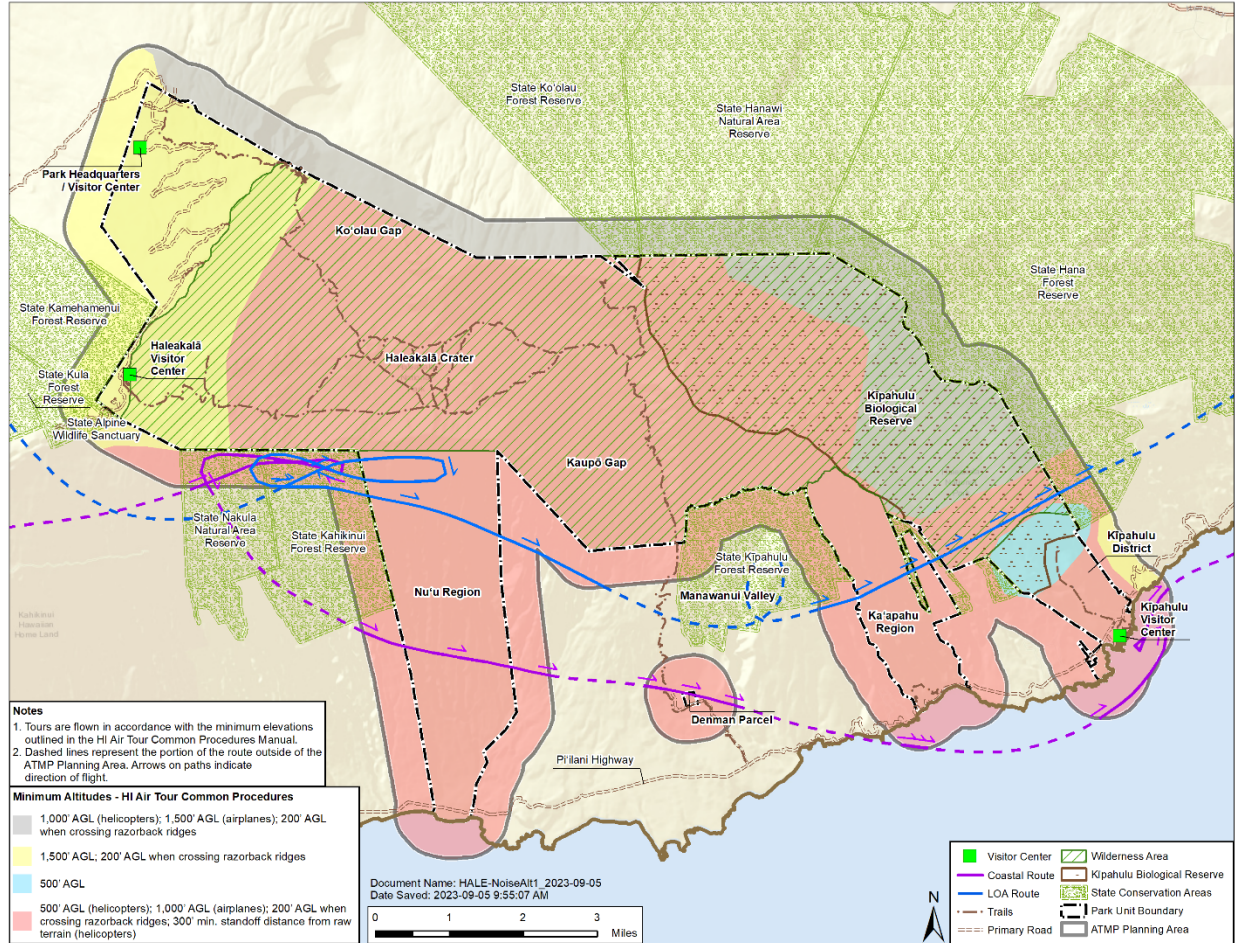 State Ko'olau
Forest Reserve
State Hanawi
Natural Area
Reserve
Park Headquarters
/ Visitor Center
Ko'olau Gap
State Hana
Forest
Reserve
State Kamehamenui
Forest Reserve
Haleakalā
Visitor
Center
Haleakalā Crater
State Kula
Forest
Reserve
Kīpahulu
Biological
Reserve
State Alpine
Wildlife Sanctuary
Kaupō Gap
State Nakula
Natural Area
Reserve
State Kahikinui
Forest Reserve
Kīpahulu
District
State Kīpahulu
Forest Reserve
Nu'u Region
Manawanui Valley
Ka'apahu
Region
Kīpahulu
Visitor
Center
Kahikinui
Hawaiian
Home Land
Denman Parcel
Pi'ilani Highway
Notes
1. Tours are flown in accordance with the minimum elevations
outlined in the HI Air Tour Common Procedures Manual.
2. Dashed lines represent the portion of the route outside of the
ATMP Planning Area. Arrows on paths indicate
direction of flight.
Minimum Altitudes - HI Air Tour Common Procedures
1,000' AGL (helicopters); 1,500' AGL (airplanes); 200' AGL
when crossing razorback ridges
1,500' AGL; 200' AGL when crossing razorback ridges
500' AGL
500' AGL (helicopters); 1,000' AGL (airplanes); 200' AGL when
crossing razorback ridges; 300' min. standoff distance from raw
terrain (helicopters)
Document Name: HALE-NoiseAlt1_2023-09-05
Date Saved: 2023-09-05 9:55:07 AM
0 1 2 3
Miles
N
Visitor Center
Coastal Route
LOA Route
Trails
Primary Road
Wilderness Area
Kīpahulu Biological Reserve
State Conservation Areas
Park Unit Boundary
ATMP Planning Area